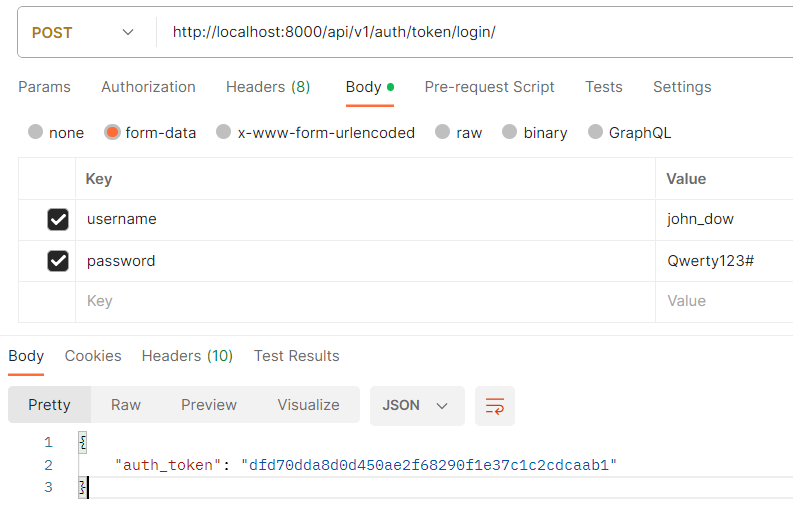 POST http://localhost:8000/api/v1/auth/token/login/
Params Authorization Headers (8) Body Pre-request Script Tests Settings
none form-data x-www-form-urlencoded raw binary GraphQL
Key Value
username john_dow
password Qwerty123#
Key Value
Body Cookies Headers (10) Test Results
Pretty Raw Preview Visualize JSON
1 {
2 "auth_token": "dfd70dda8d0d450ae2f68290f1e37c1c2cdcaab1"
3 }